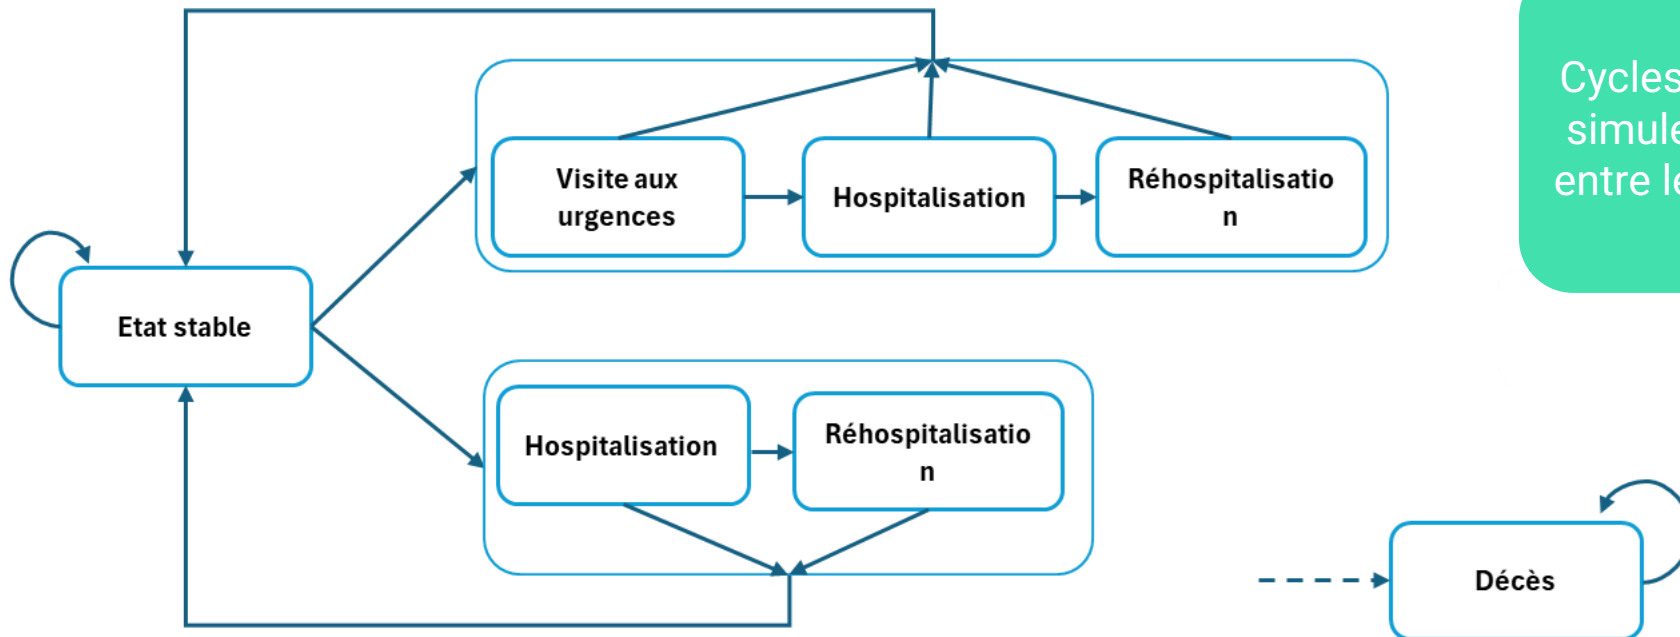 Cycles
simule
entre le
Visite aux
urgences
Hospitalisation
Réhospitalisatio
n
Etat stable
Hospitalisation
Réhospitalisatio
n
Décès